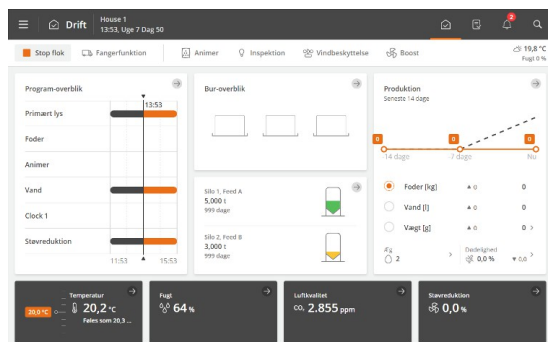 Drift
House 1
13:53, Uge 7 Dag 50
2
Stop flok
Fangerfunktion
Animer
Inspektion
Vindbeskyttelse
Boost
19,8 °C
Fugt 0 %
Program-overblik
13:53
Primært lys
Foder
Animer
Vand
Clock 1
Støvreduktion
11:53
15:53
Bur-overblik
Silo 1, Feed A
5,000 t
999 dage
Silo 2, Feed B
3,000 t
999 dage
Produktion
Seneste 14 dage
0
0
0
14 dage
7 dage
Nu
Foder [kg]
▲ 0
0
Vand [l]
▲ 0
0
Vægt [g]
▲ 0
0
Æg
2
Dødelighed
0,0 %
▼ 0,0
Temperatur
20,0 °C
20,2 °C
Føles som 20,3 ...
Fugt
64 %
Luftkvalitet
CO₂ 2.855 ppm
Støvreduktion
0,0 %